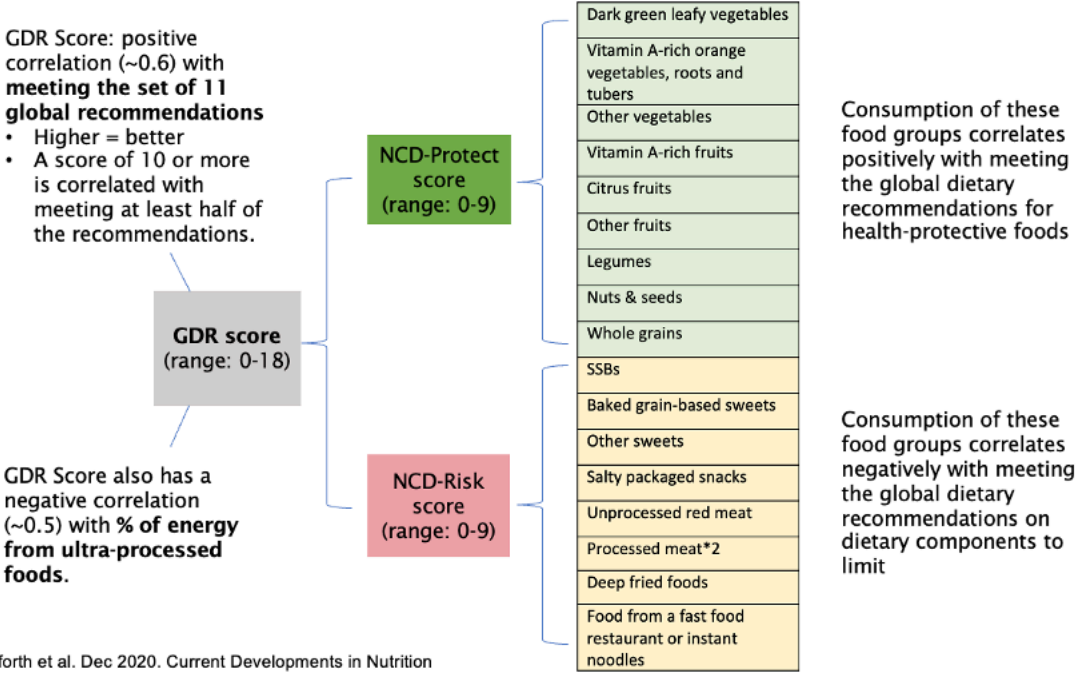 GDR Score: positive
correlation (~0.6) with
meeting the set of 11
global recommendations
• Higher = better
• A score of 10 or more
is correlated with
meeting at least half of
the recommendations.
GDR score
(range: 0-18)
GDR Score also has a
negative correlation
(~0.5) with % of energy
from ultra-processed
foods.
NCD-Protect
score
(range: 0-9)
NCD-Risk
score
(range: 0-9)
Dark green leafy vegetables
Vitamin A-rich orange
vegetables, roots and
tubers
Other vegetables
Vitamin A-rich fruits
Citrus fruits
Other fruits
Legumes
Nuts & seeds
Whole grains
SSBs
Baked grain-based sweets
Other sweets
Salty packaged snacks
Unprocessed red meat
Processed meat*2
Deep fried foods
Food from a fast food
restaurant or instant
noodles
Consumption of these
food groups correlates
positively with meeting
the global dietary
recommendations for
health-protective foods
Consumption of these
food groups correlates
negatively with meeting
the global dietary
recommendations on
dietary components to
limit
forth et al. Dec 2020. Current Developments in Nutrition